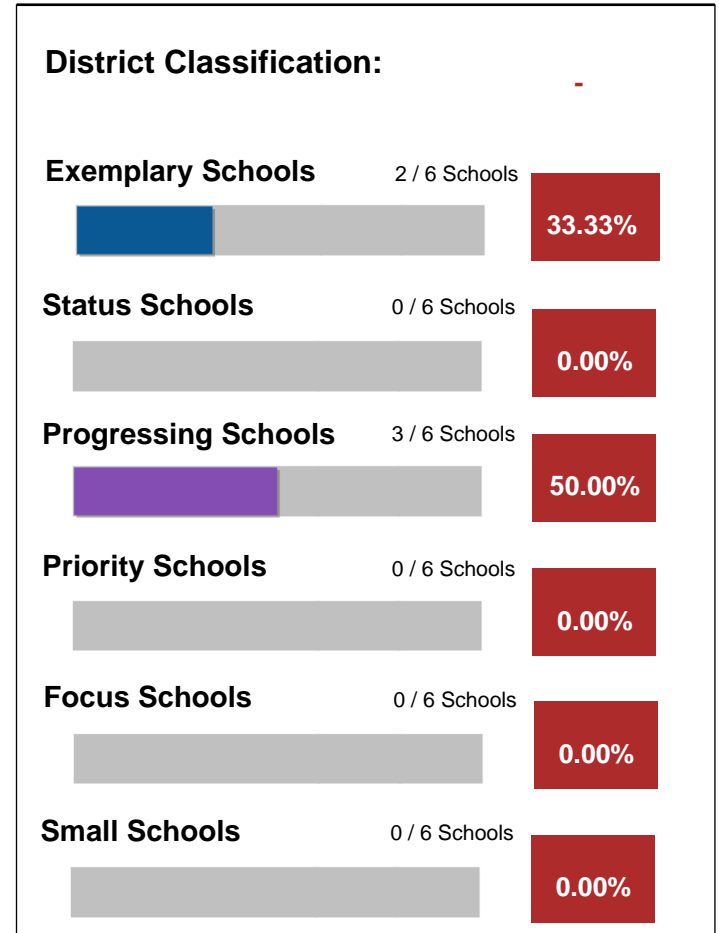 District Classification:
-
Exemplary Schools 2 / 6 Schools
33.33%
Status Schools 0 / 6 Schools
0.00%
Progressing Schools 3 / 6 Schools
50.00%
Priority Schools 0 / 6 Schools
0.00%
Focus Schools 0 / 6 Schools
0.00%
Small Schools 0 / 6 Schools
0.00%